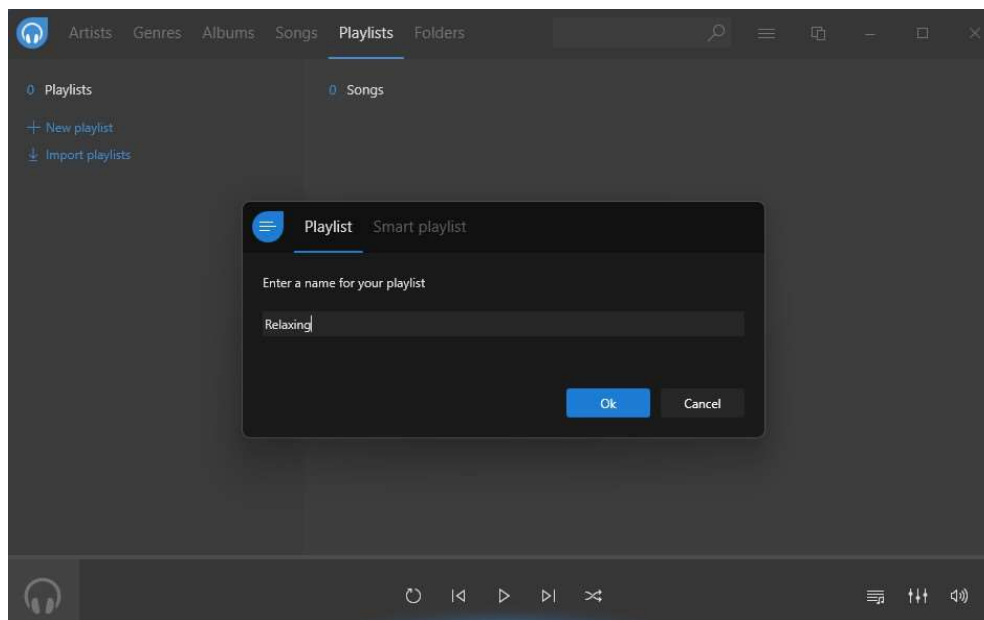 Artists Genres Albums Songs Playlists Folders
0 Playlists
0 Songs
New playlist
Import playlists
Playlist Smart playlist
Enter a name for your playlist
Relaxing
Ok Cancel